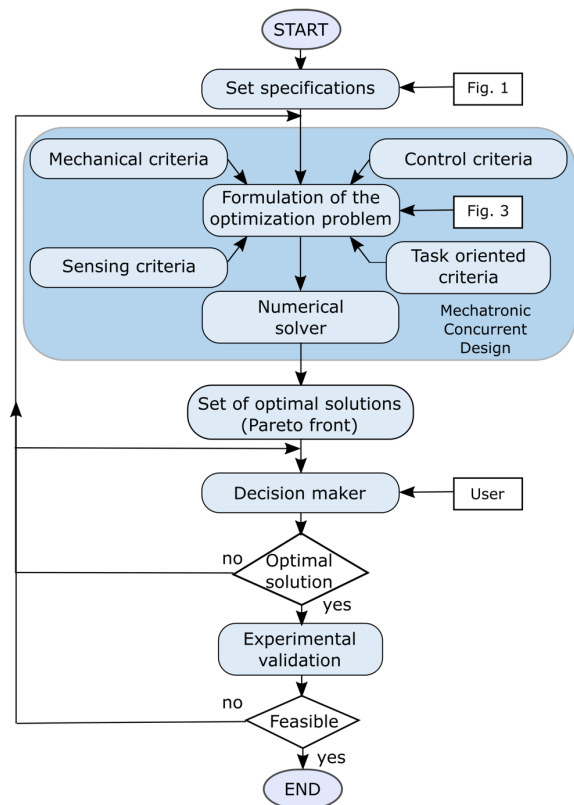 START
Set specifications
Fig. 1
Mechanical criteria
Control criteria
Formulation of the
optimization problem
Fig. 3
Sensing criteria
Task oriented
criteria
Numerical
solver
Mechatronic
Concurrent
Design
Set of optimal solutions
(Pareto front)
Decision maker
User
no
Optimal
solution
yes
Experimental
validation
no
Feasible
yes
END